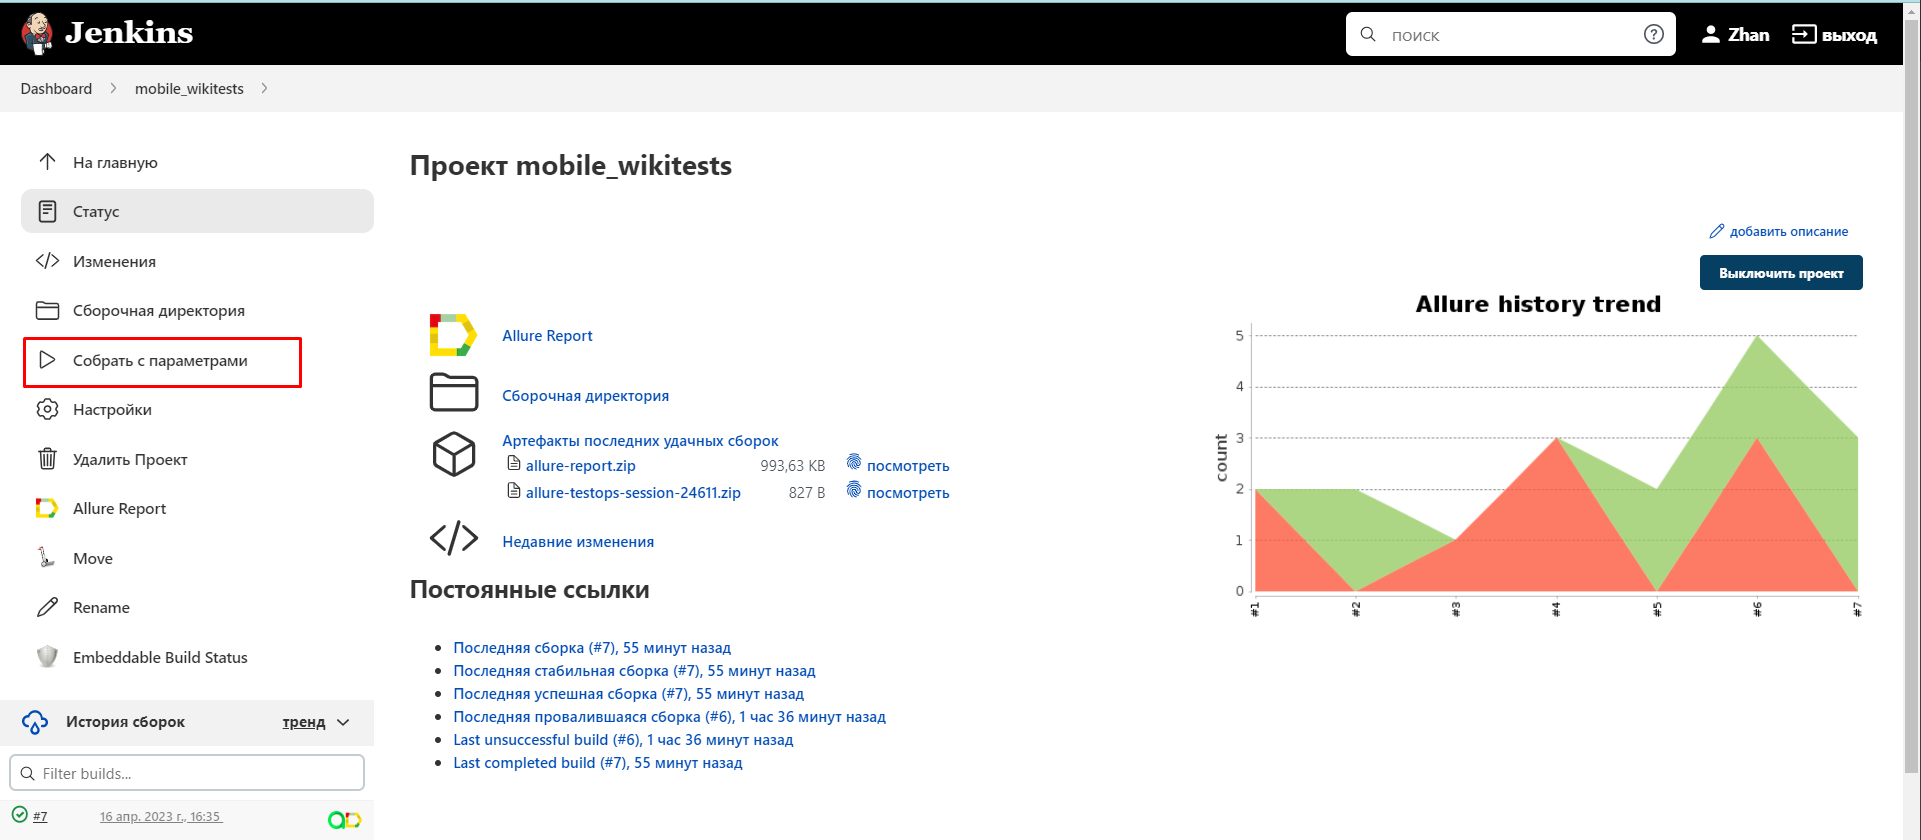 Jenkins
поиск
Zhan
выход
Dashboard
mobile_wikitests
На главную
Статус
Изменения
Сборочная директория
Собрать с параметрами
Настройки
Удалить Проект
Allure Report
Move
Rename
Embeddable Build Status
История сборок
тренд
Filter builds...
#7
16 апр. 2023 г., 16:35
Проект mobile_wikitests
добавить описание
Выключить проект
Allure Report
Сборочная директория
Артефакты последних удачных сборок
allure-report.zip 993,63 KB посмотреть
allure-testops-session-24611.zip 827 B посмотреть
Недавние изменения
Постоянные ссылки
Последняя сборка (#7), 55 минут назад
Последняя стабильная сборка (#7), 55 минут назад
Последняя успешная сборка (#7), 55 минут назад
Последняя провалившаяся сборка (#6), 1 час 36 минут назад
Last unsuccessful build (#6), 1 час 36 минут назад
Last completed build (#7), 55 минут назад
Allure history trend
count
5
4
3
2
1
0
#1 #2 #3 #4 #5 #6 #7